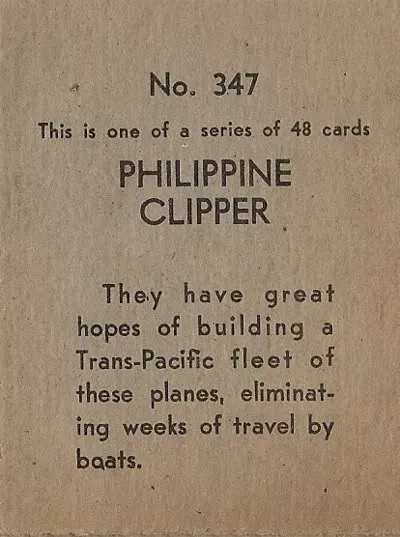 No. 347
This is one of a series of 48 cards
PHILIPPINE
CLIPPER
They have great
hopes of building a
Trans-Pacific fleet of
these planes, eliminat-
ing weeks of travel by
boats.